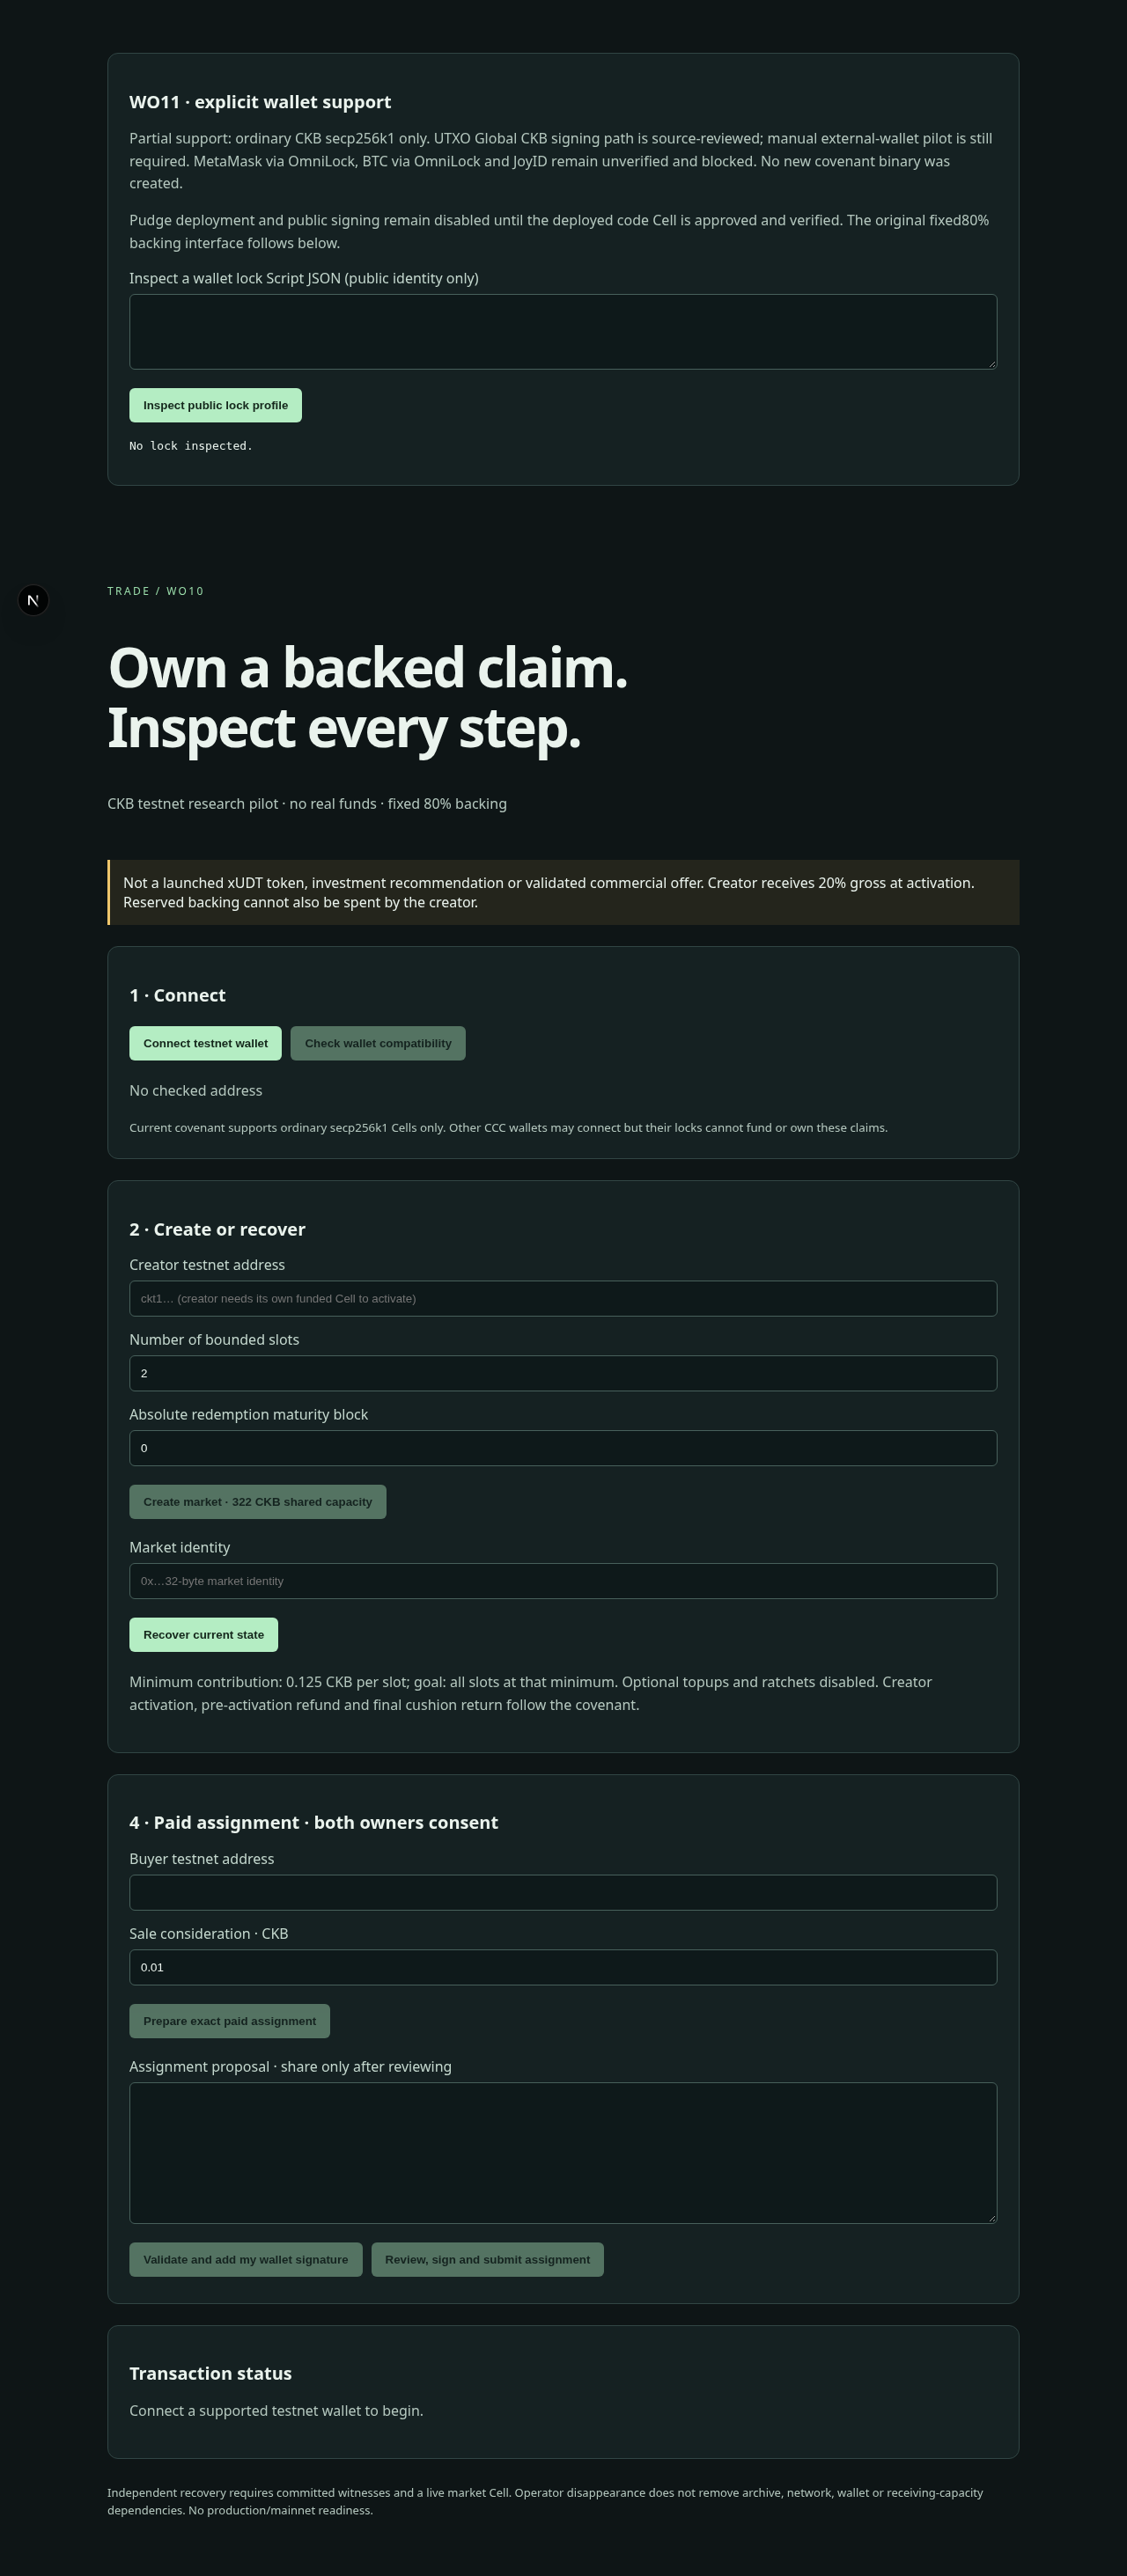 WO11 · explicit wallet support
Partial support: ordinary CKB secp256k1 only. UTXO Global CKB signing path is source-reviewed; manual external-wallet pilot is still
required. MetaMask via OmniLock, BTC via OmniLock and JoyID remain unverified and blocked. No new covenant binary was
created.
Pudge deployment and public signing remain disabled until the deployed code Cell is approved and verified. The original fixed80%
backing interface follows below.
Inspect a wallet lock Script JSON (public identity only)
Inspect public lock profile
No lock inspected.
TRADE / WO10
N
Own a backed claim.
Inspect every step.
CKB testnet research pilot · no real funds · fixed 80% backing
Not a launched xUDT token, investment recommendation or validated commercial offer. Creator receives 20% gross at activation.
Reserved backing cannot also be spent by the creator.
1 · Connect
Connect testnet wallet Check wallet compatibility
No checked address
Current covenant supports ordinary secp256k1 Cells only. Other CCC wallets may connect but their locks cannot fund or own these claims.
2 · Create or recover
Creator testnet address
ckt1… (creator needs its own funded Cell to activate)
Number of bounded slots
2
Absolute redemption maturity block
0
Create market · 322 CKB shared capacity
Market identity
0x…32-byte market identity
Recover current state
Minimum contribution: 0.125 CKB per slot; goal: all slots at that minimum. Optional topups and ratchets disabled. Creator
activation, pre-activation refund and final cushion return follow the covenant.
4 · Paid assignment · both owners consent
Buyer testnet address
Sale consideration · CKB
0.01
Prepare exact paid assignment
Assignment proposal · share only after reviewing
Validate and add my wallet signature Review, sign and submit assignment
Transaction status
Connect a supported testnet wallet to begin.
Independent recovery requires committed witnesses and a live market Cell. Operator disappearance does not remove archive, network, wallet or receiving-capacity
dependencies. No production/mainnet readiness.